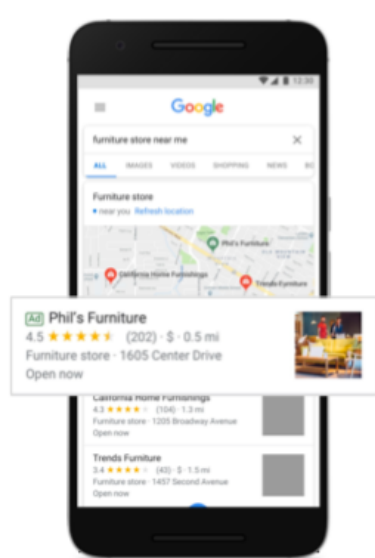 12:30
Google
furniture store near me
ALL IMAGES VIDEOS SHOPPING NEWS
Furniture store
near you Refresh location
Phil's Furniture
California Home Furnishings
Trends Furniture
Ad Phil's Furniture
4.5 (202) · $ · 0.5 mi
Furniture store · 1605 Center Drive
Open now
California Home Furnishings
4.3 (104) · 1.3 mi
Furniture store · 1205 Broadway Avenue
Open now
Trends Furniture
3.4 (43) · $ · 1.5 mi
Furniture store · 1457 Second Avenue
Open now